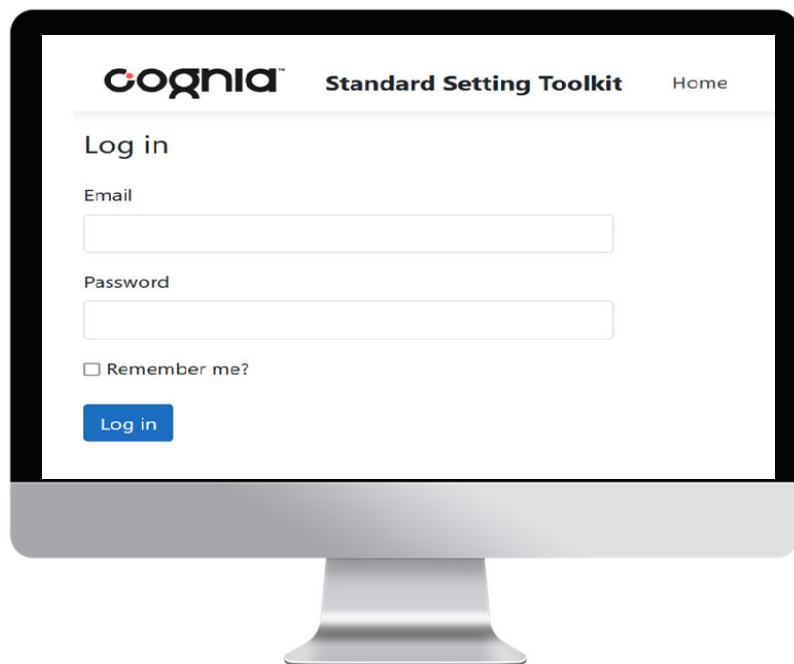 cognia™ Standard Setting Toolkit Home
Log in
Email
Password
Remember me?
Log in